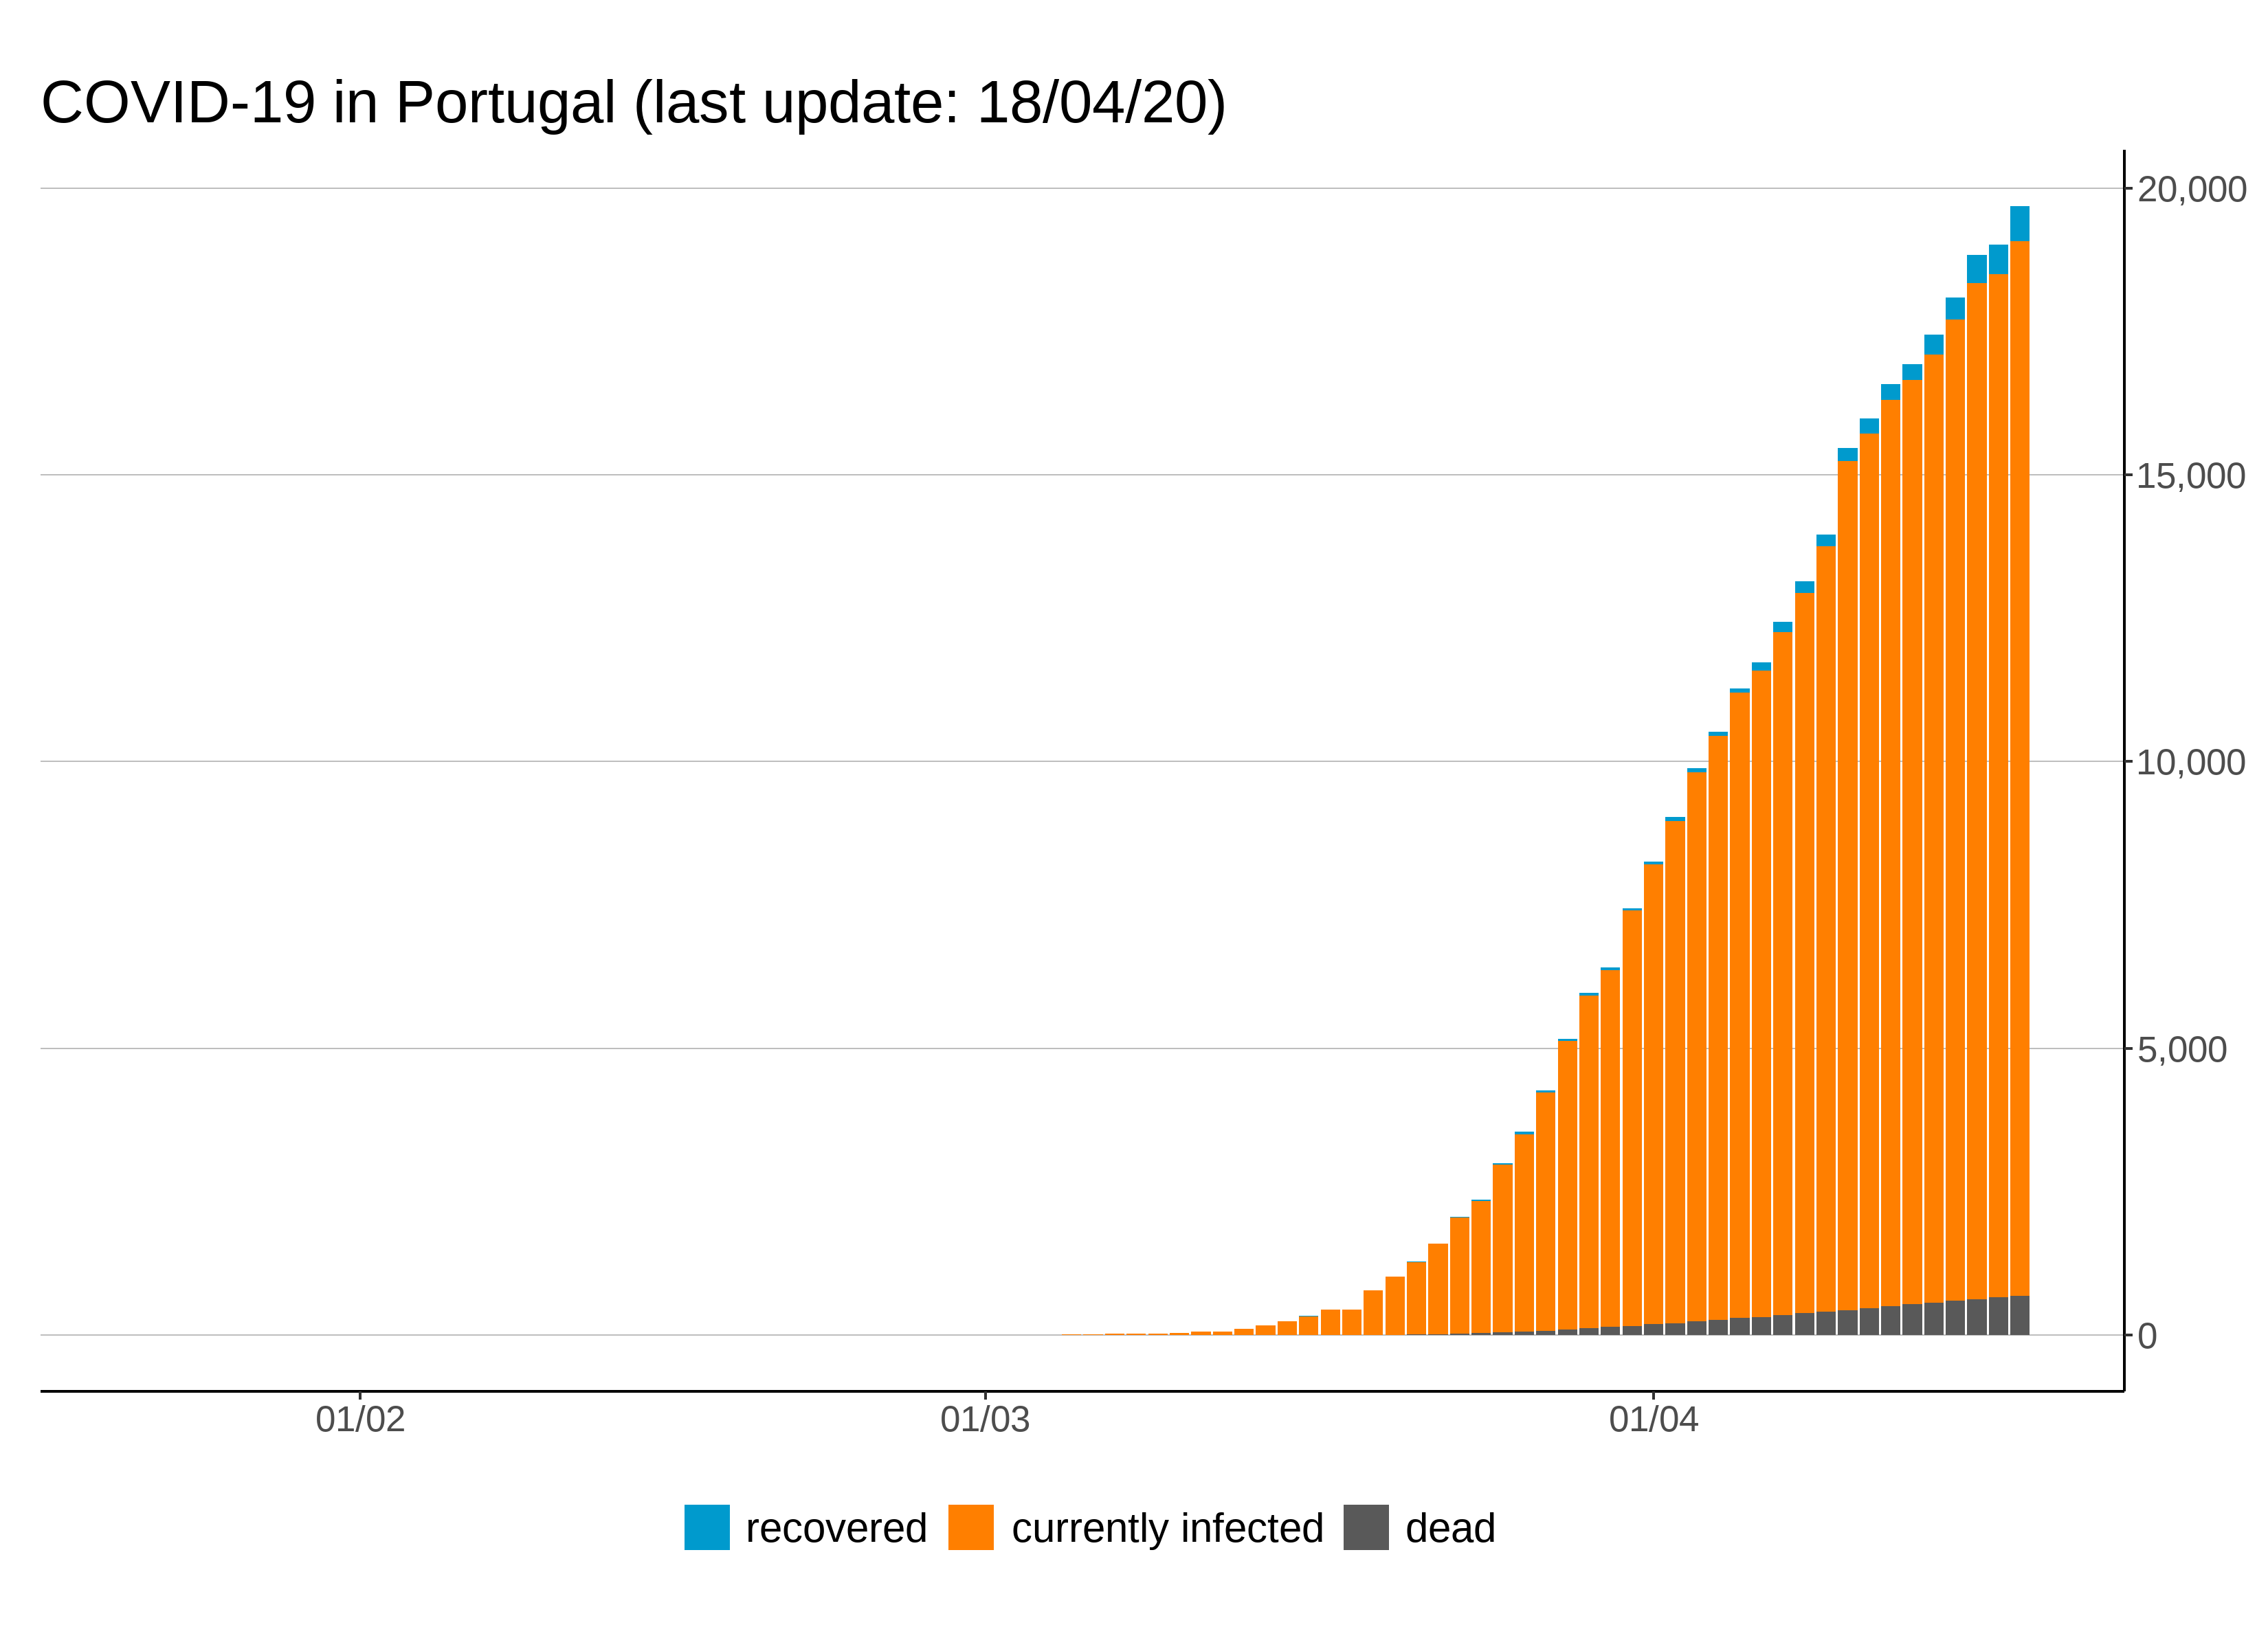 COVID-19 in Portugal (last update: 18/04/20)
20,000
15,000
10,000
5,000
0
01/02 01/03 01/04
recovered currently infected dead